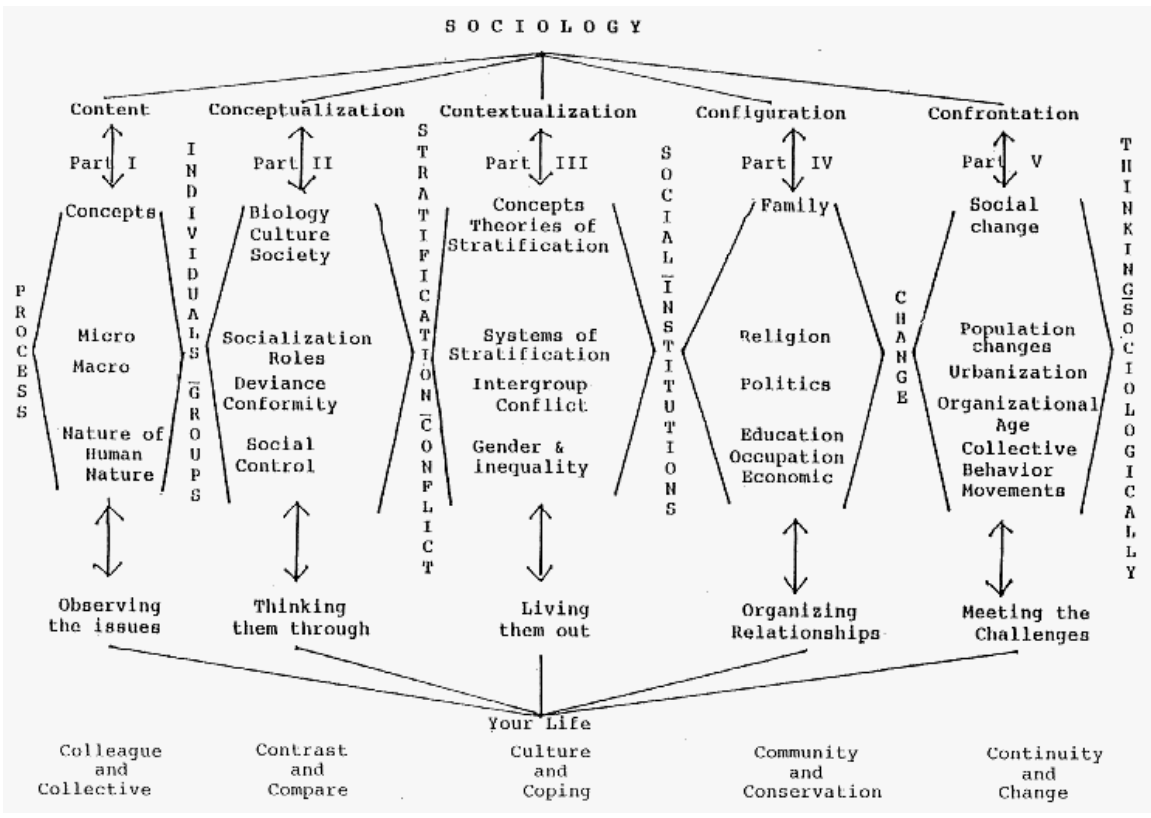 SOCIOLOGY
Content
Conceptualization
Contextualization
Configuration
Confrontation
Part I
Part II
Part III
Part IV
Part V
PROCESS
Concepts
Micro
Macro
Nature of
Human
Nature
INDIVIDUALS GROUPS
Biology
Culture
Society
Socialization
Roles
Deviance
Conformity
Social
Control
STRATIFICATION CONFLICT
Concepts
Theories of
Stratification
Systems of
Stratification
Intergroup
Conflict
Gender &
inequality
SOCIAL INSTITUTIONS
Family
Religion
Politics
Education
Occupation
Economic
CHANGE
Social
change
Population
changes
Urbanization
Organizational
Age
Collective
Behavior
Movements
THINKING SOCIOLOGICALLY
Observing
the issues
Thinking
them through
Living
them out
Organizing
Relationships
Meeting the
Challenges
Your Life
Colleague
and
Collective
Contrast
and
Compare
Culture
and
Coping
Community
and
Conservation
Continuity
and
Change